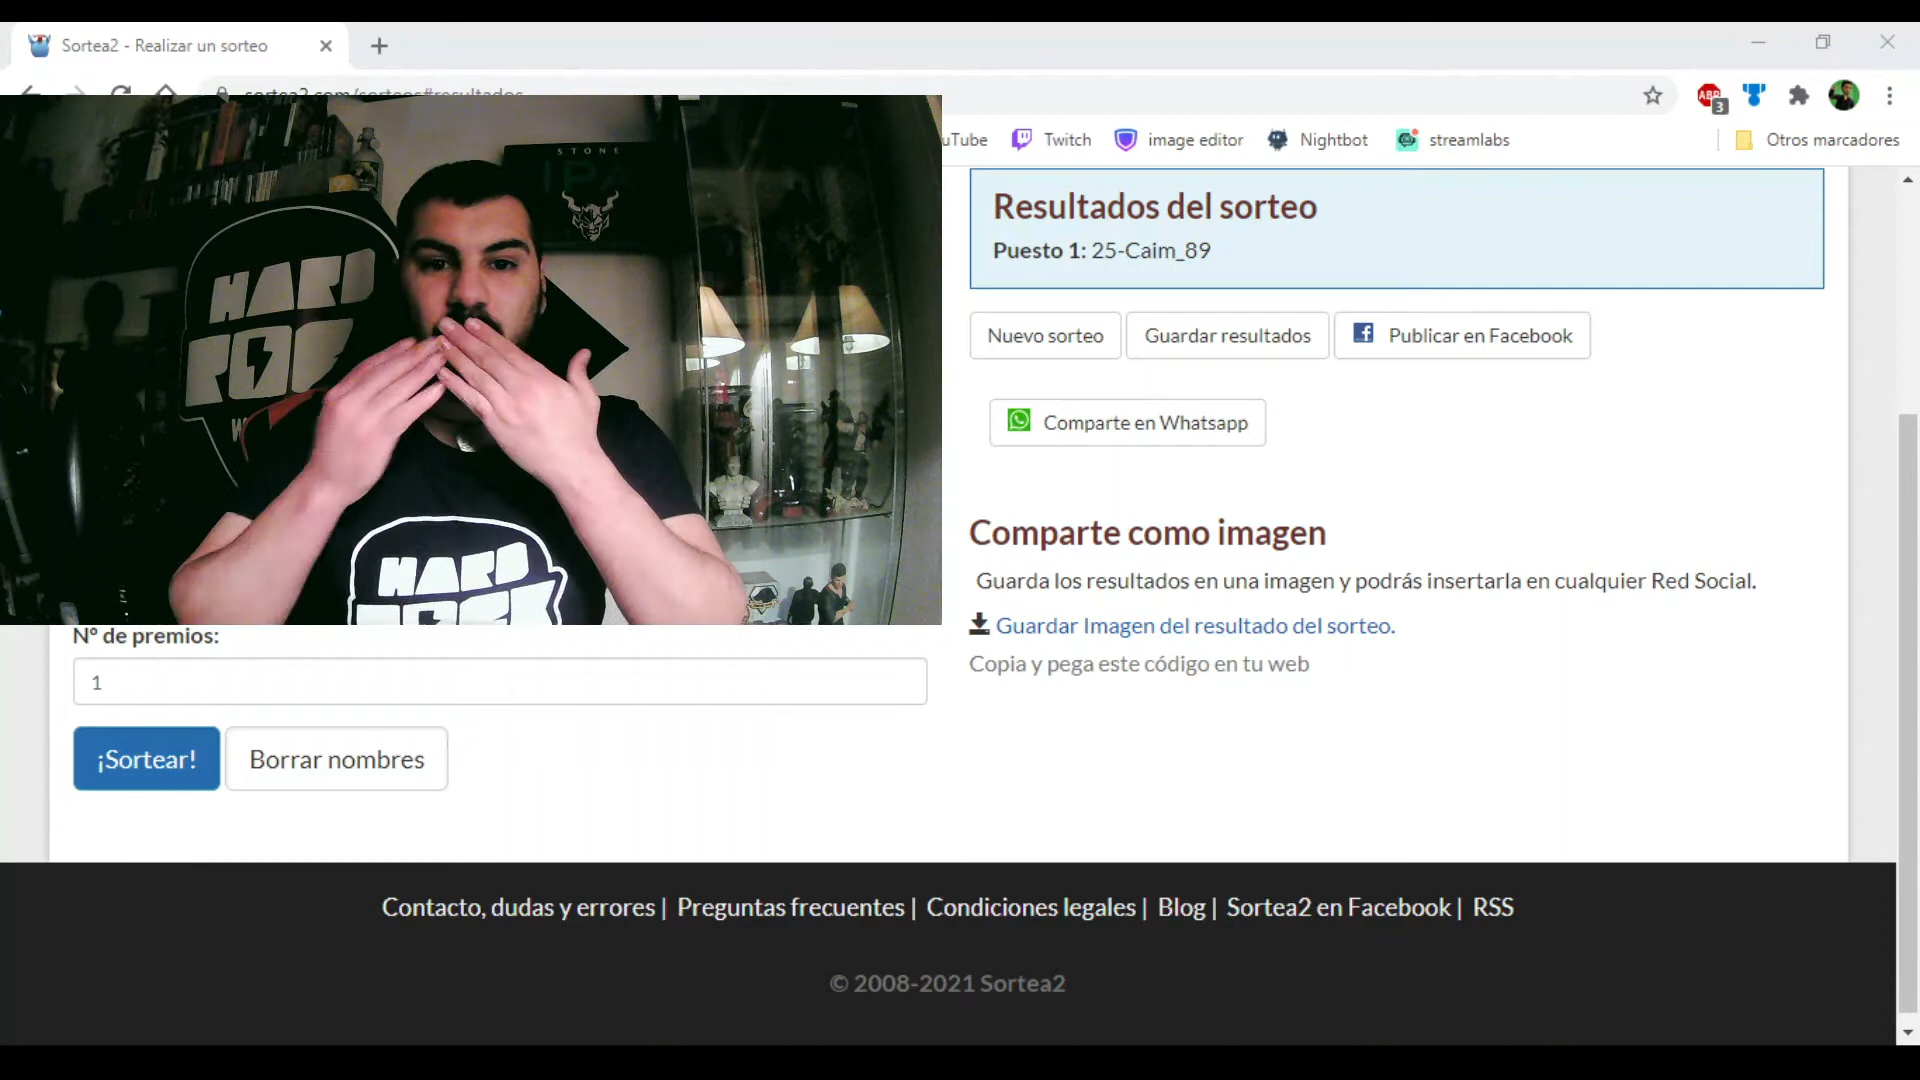 Sortea2 - Realizar un sorteo
3
uTube
Twitch
image editor
Nightbot
streamlabs
Otros marcadores
STONE
IPA
HARD
HARD
Resultados del sorteo
Puesto 1: 25-Caim_89
Nuevo sorteo
Guardar resultados
Publicar en Facebook
Comparte en Whatsapp
Comparte como imagen
Guarda los resultados en una imagen y podrás insertarla en cualquier Red Social.
Guardar Imagen del resultado del sorteo.
Copia y pega este código en tu web
Nº de premios:
1
¡Sortear!
Borrar nombres
Contacto, dudas y errores | Preguntas frecuentes | Condiciones legales | Blog | Sortea2 en Facebook | RSS
© 2008-2021 Sortea2